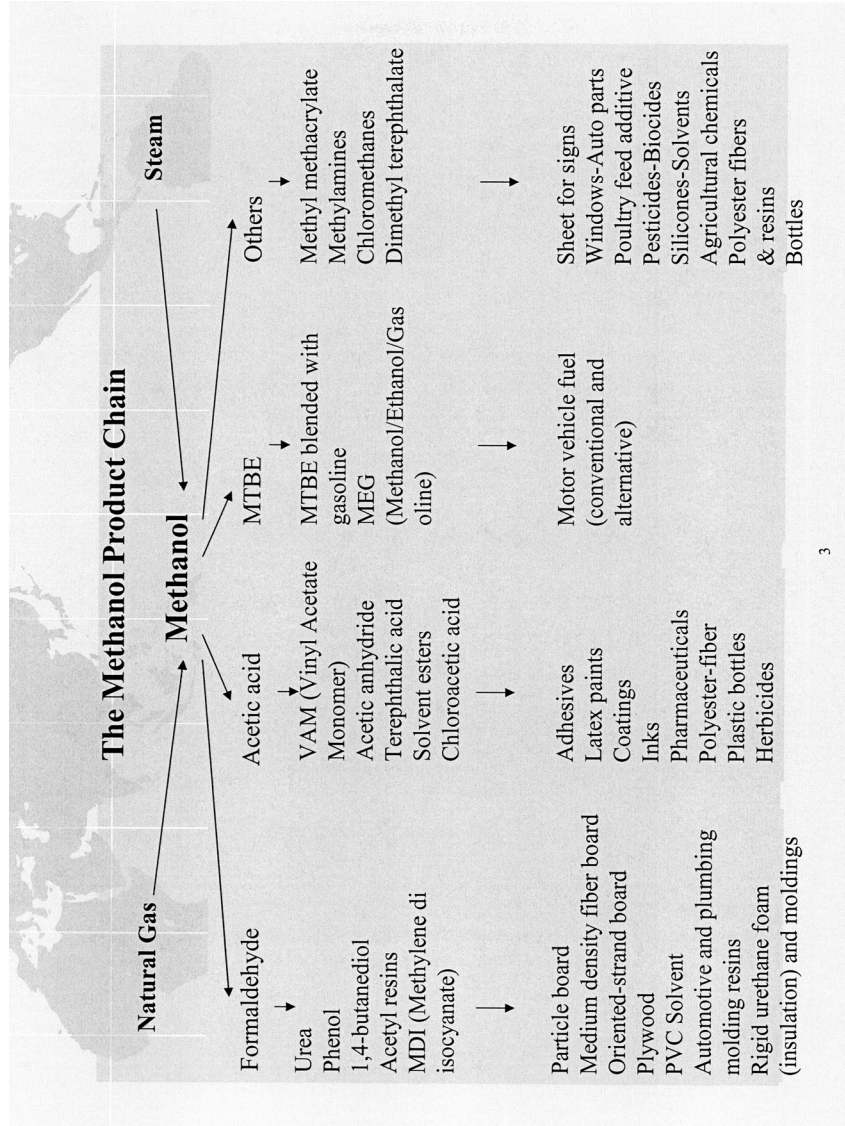 The Methanol Product Chain
Natural Gas
Methanol
Steam
Formaldehyde
Acetic acid
MTBE
Others
Urea
Phenol
1,4-butanediol
Acetyl resins
MDI (Methylene di
isocyanate)
VAM (Vinyl Acetate
Monomer)
Acetic anhydride
Terephthalic acid
Solvent esters
Chloroacetic acid
MTBE blended with
gasoline
MEG
(Methanol/Ethanol/Gas
oline)
Methyl methacrylate
Methylamines
Chloromethanes
Dimethyl terephthalate
Particle board
Medium density fiber board
Oriented-strand board
Plywood
PVC Solvent
Automotive and plumbing
molding resins
Rigid urethane foam
(insulation) and moldings
Adhesives
Latex paints
Coatings
Inks
Pharmaceuticals
Polyester-fiber
Plastic bottles
Herbicides
Motor vehicle fuel
(conventional and
alternative)
Sheet for signs
Windows-Auto parts
Poultry feed additive
Pesticides-Biocides
Silicones-Solvents
Agricultural chemicals
Polyester fibers
& resins
Bottles
3